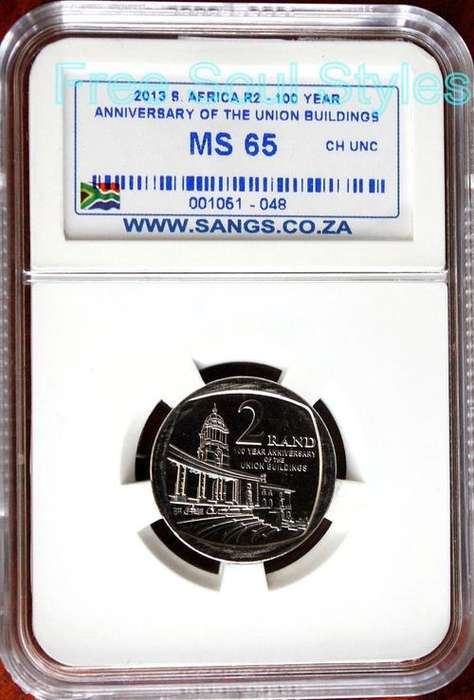 Free Soul Styles
2013 S. AFRICA R2 - 100 YEAR
ANNIVERSARY OF THE UNION BUILDINGS
MS 65
CH UNC
001051 - 048
WWW.SANGS.CO.ZA
2
RAND
100 YEAR ANNIVERSARY
OF THE
UNION BUILDINGS